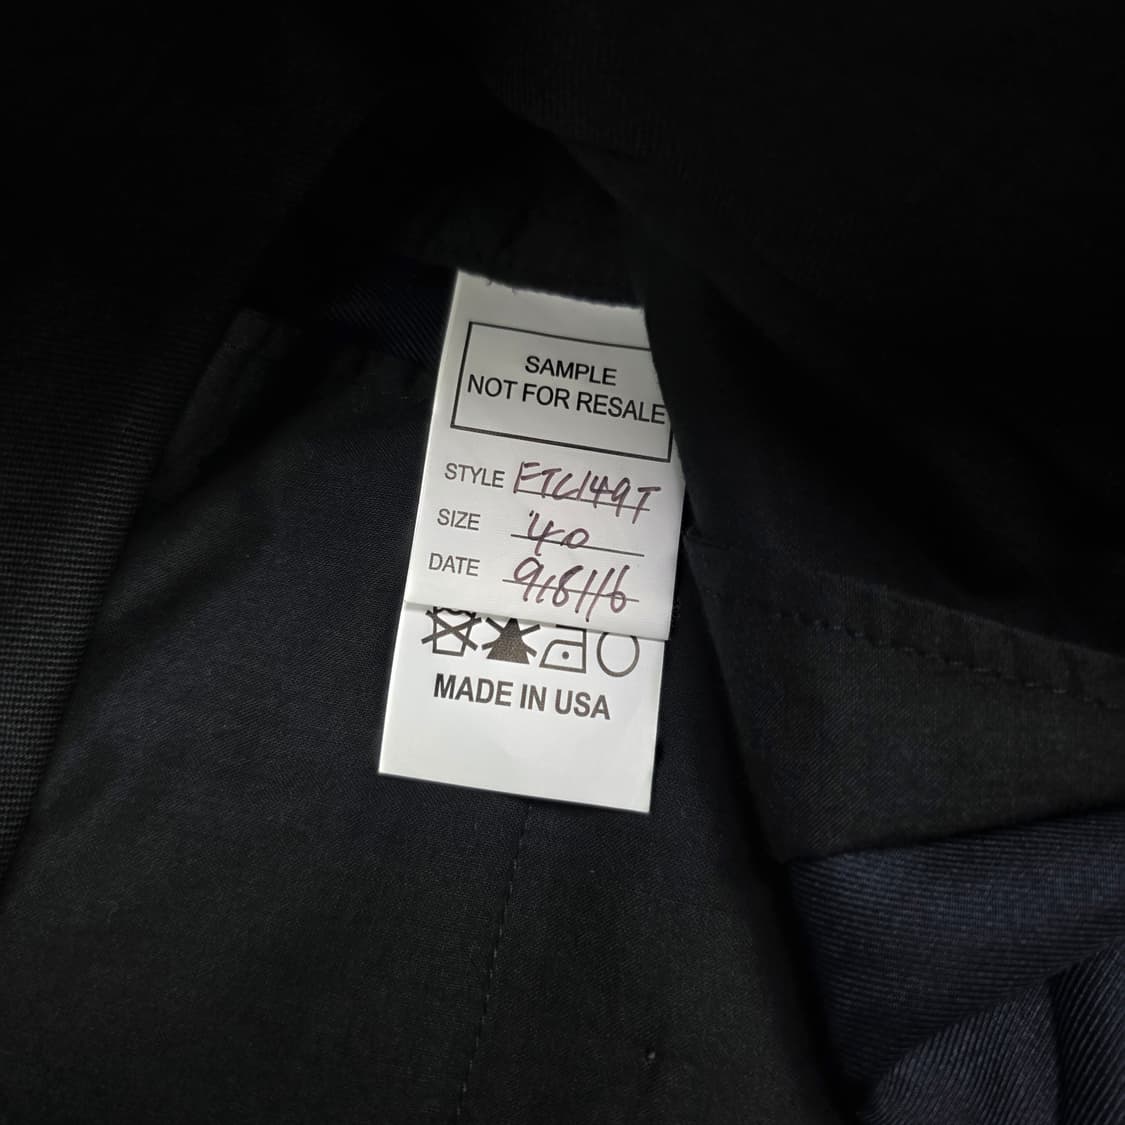 SAMPLE
NOT FOR RESALE
STYLE FTC149T
SIZE 40
DATE 9/8/16
MADE IN USA